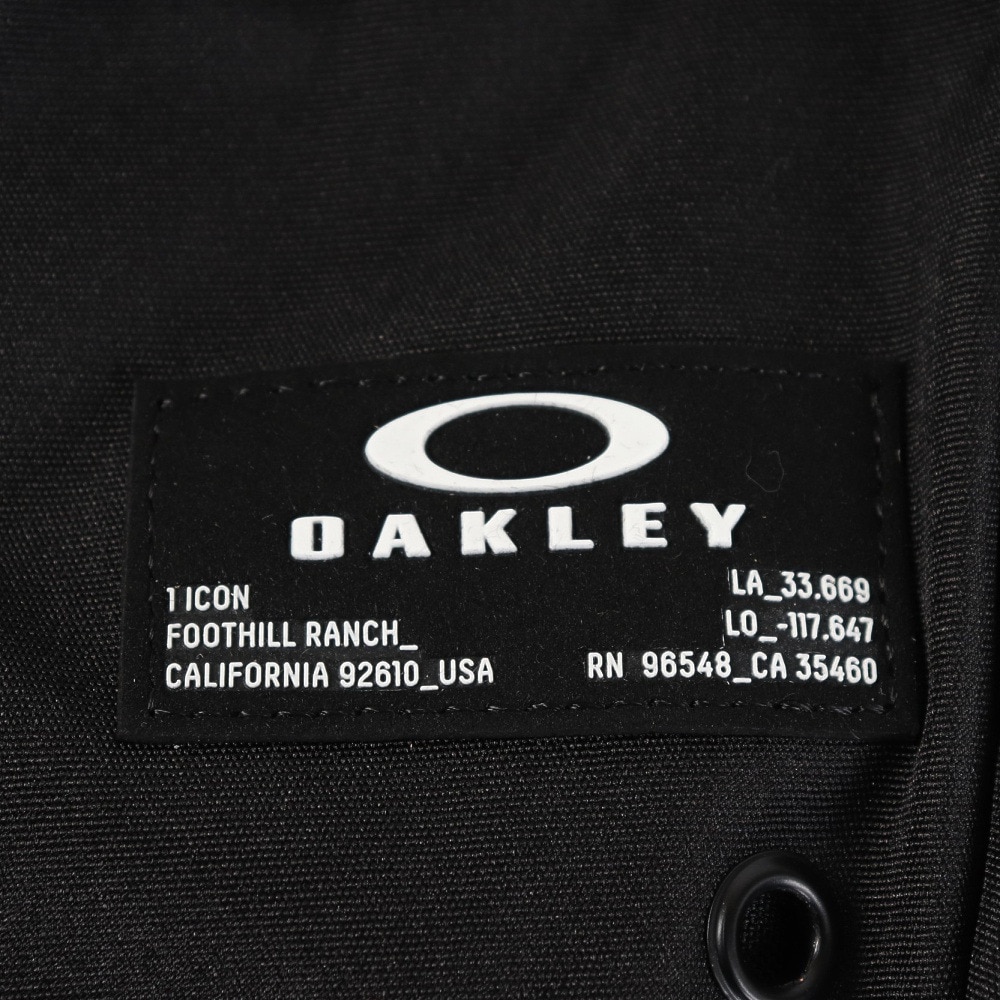 OAKLEY
1 ICON
FOOTHILL RANCH_
CALIFORNIA 92610_USA
LA_33.669
LO_-117.647
RN 96548_CA 35460